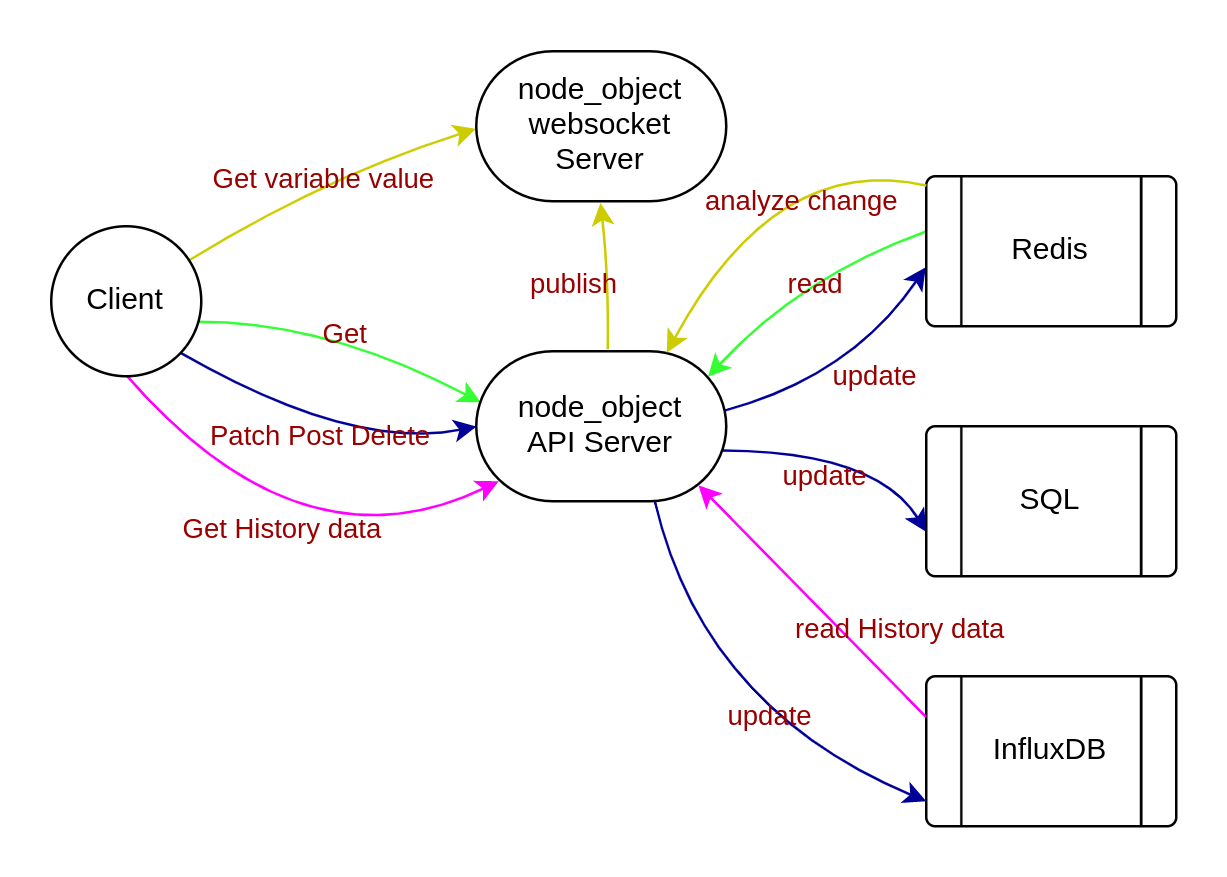 node_object
websocket
Server
Get variable value
analyze change
Redis
publish
read
Client
Get
update
node_object
API Server
Patch Post Delete
update
SQL
Get History data
read History data
update
InfluxDB